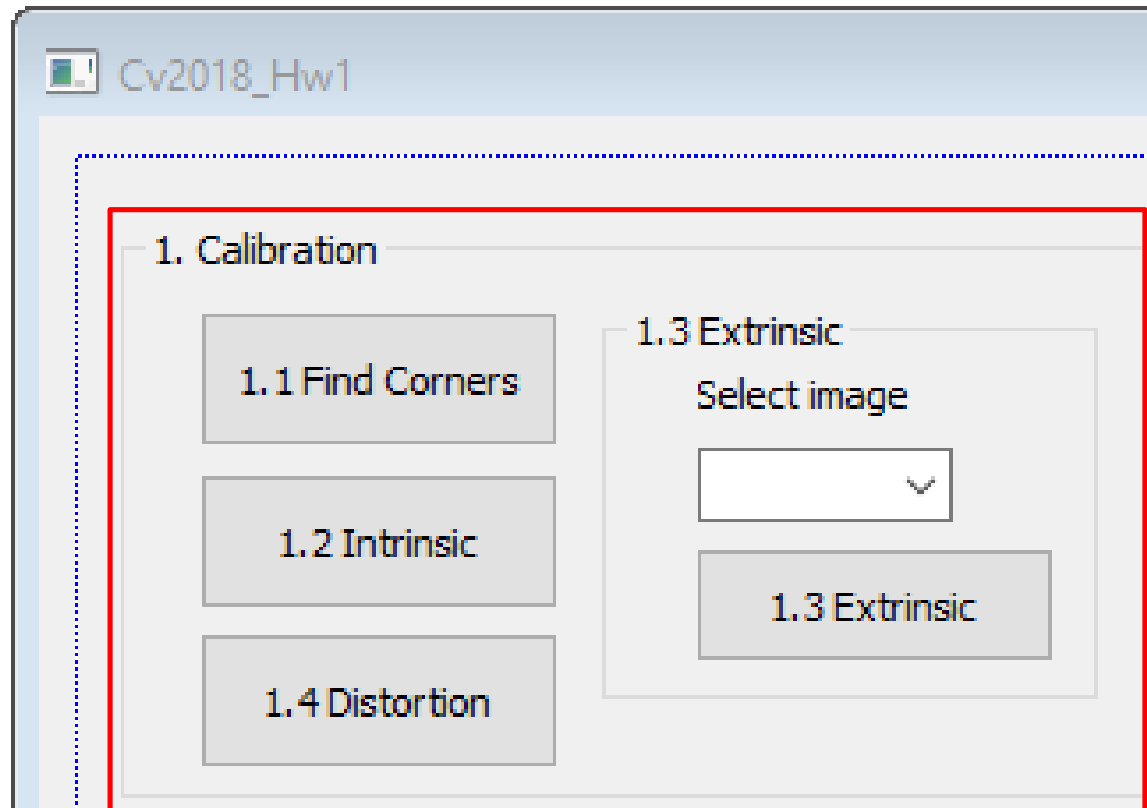 Cv2018_Hw1
1. Calibration
1.1 Find Corners
1.2 Intrinsic
1.4 Distortion
1.3 Extrinsic
Select image
1.3 Extrinsic